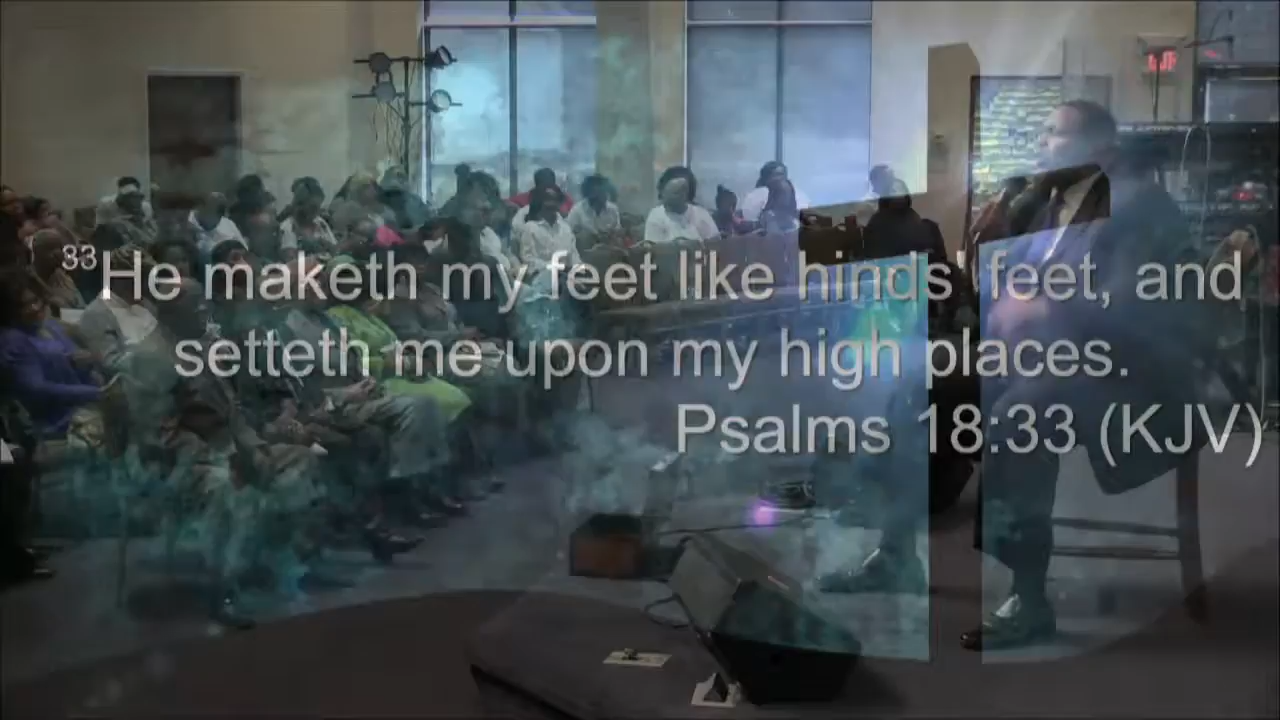 ³³He maketh my feet like hinds feet, and
setteth me upon my high places.
Psalms 18:33 (KJV)